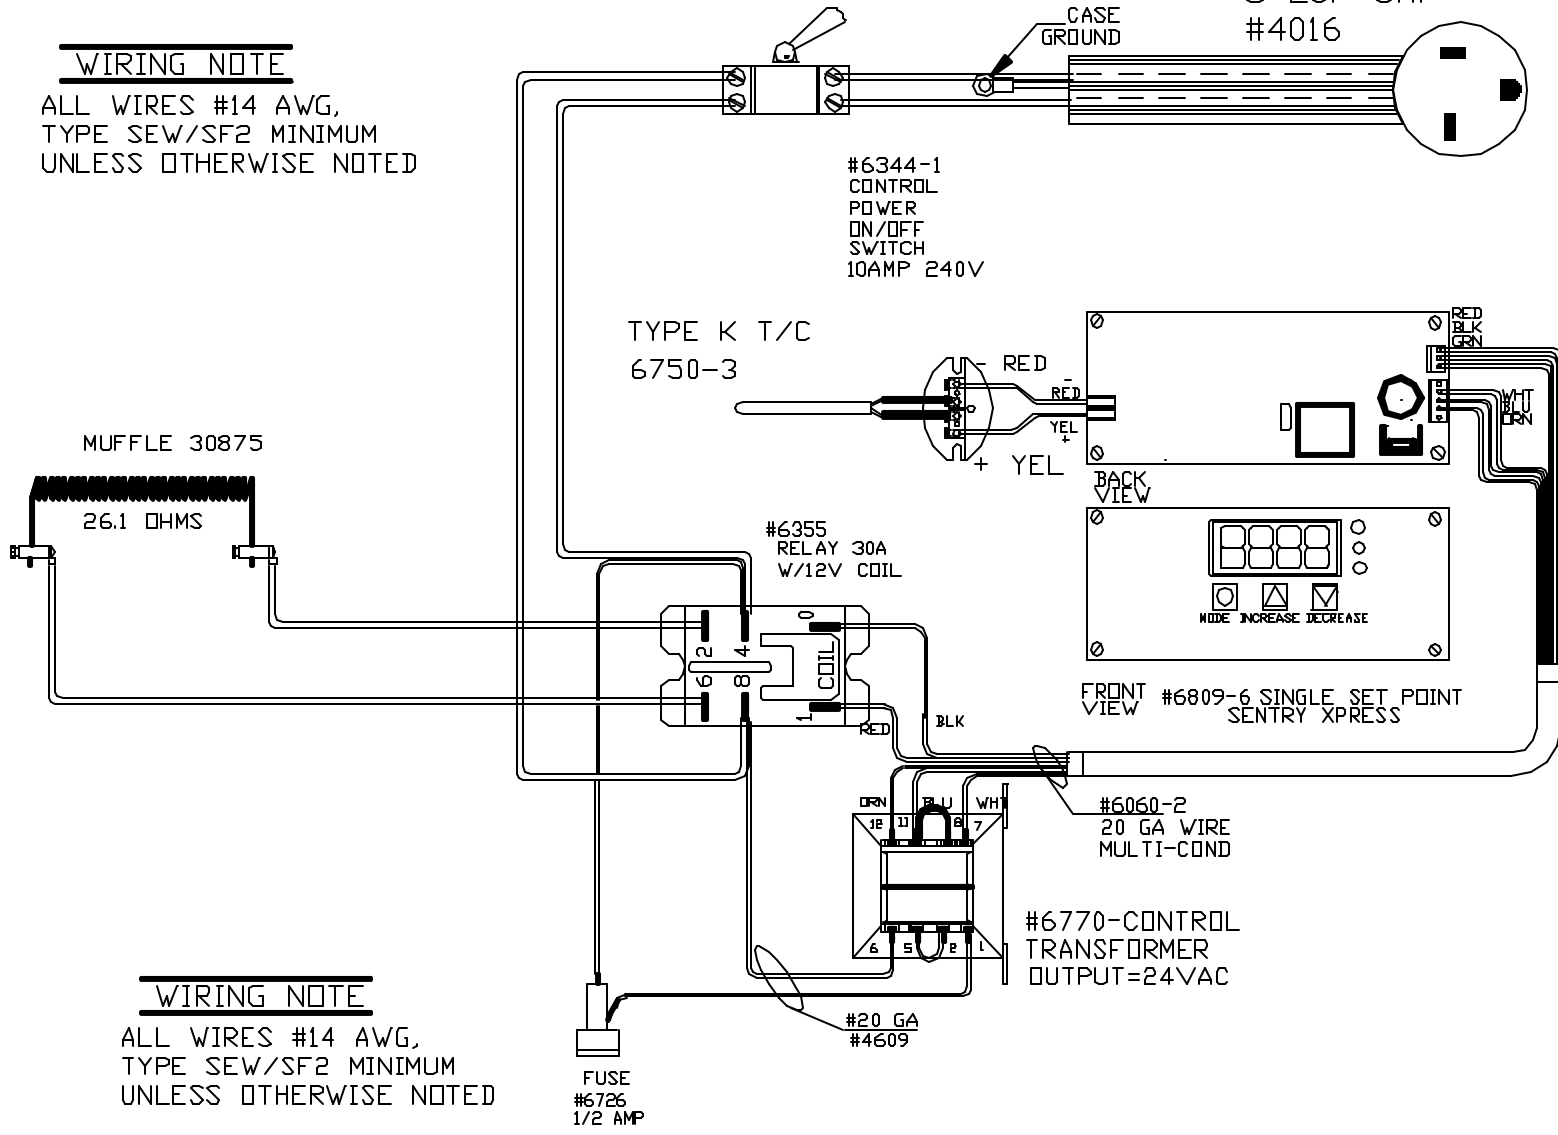 #4016
CASE
GROUND
WIRING NOTE
ALL WIRES #14 AWG,
TYPE SEW/SF2 MINIMUM
UNLESS OTHERWISE NOTED
#6344-1
CONTROL
POWER
ON/OFF
SWITCH
10AMP 240V
TYPE K T/C
6750-3
- RED
-
RED
YEL
+
+ YEL
RED
BLK
GRN
WHT
BLU
ORN
BACK
VIEW
MUFFLE 30875
26.1 OHMS
#6355
RELAY 30A
W/12V COIL
2 4
6 8
COIL
0
1
RED
BLK
MODE INCREASE DECREASE
FRONT
VIEW
#6809-6 SINGLE SET POINT
SENTRY XPRESS
ORN BLU WHT
12 11 8 7
6 5 2 1
#6060-2
20 GA WIRE
MULTI-COND
#6770-CONTROL
TRANSFORMER
OUTPUT=24VAC
#20 GA
#4609
FUSE
#6726
1/2 AMP
WIRING NOTE
ALL WIRES #14 AWG,
TYPE SEW/SF2 MINIMUM
UNLESS OTHERWISE NOTED